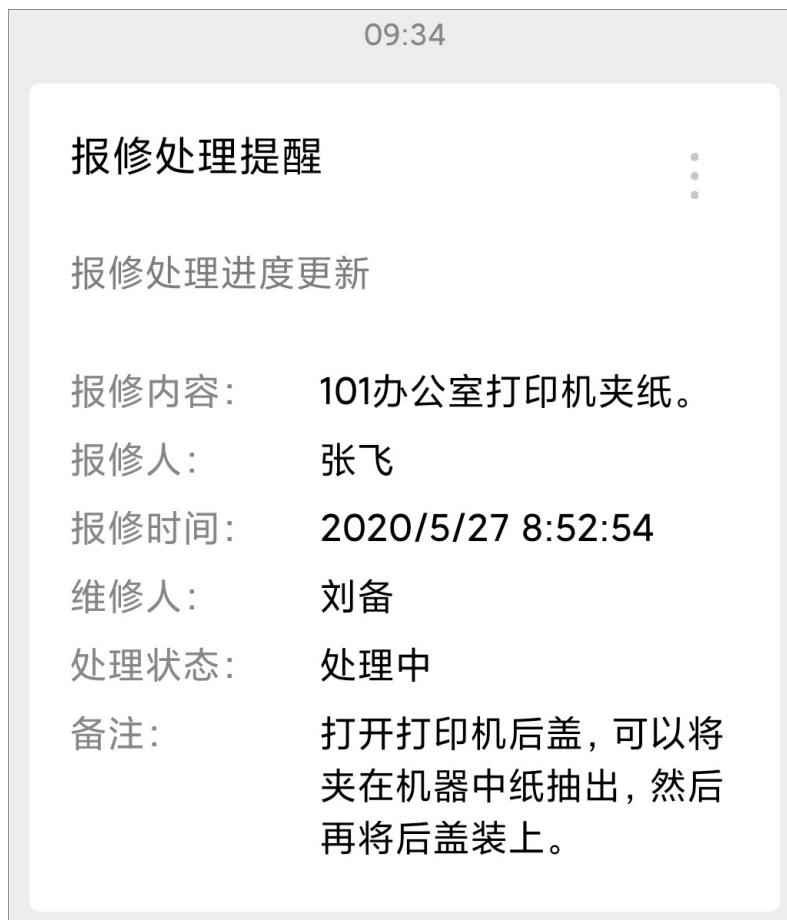 09:34
报修处理提醒
报修处理进度更新
报修内容： 101办公室打印机夹纸。
报修人： 张飞
报修时间： 2020/5/27 8:52:54
维修人： 刘备
处理状态： 处理中
备注： 打开打印机后盖，可以将
夹在机器中纸抽出，然后
再将后盖装上。